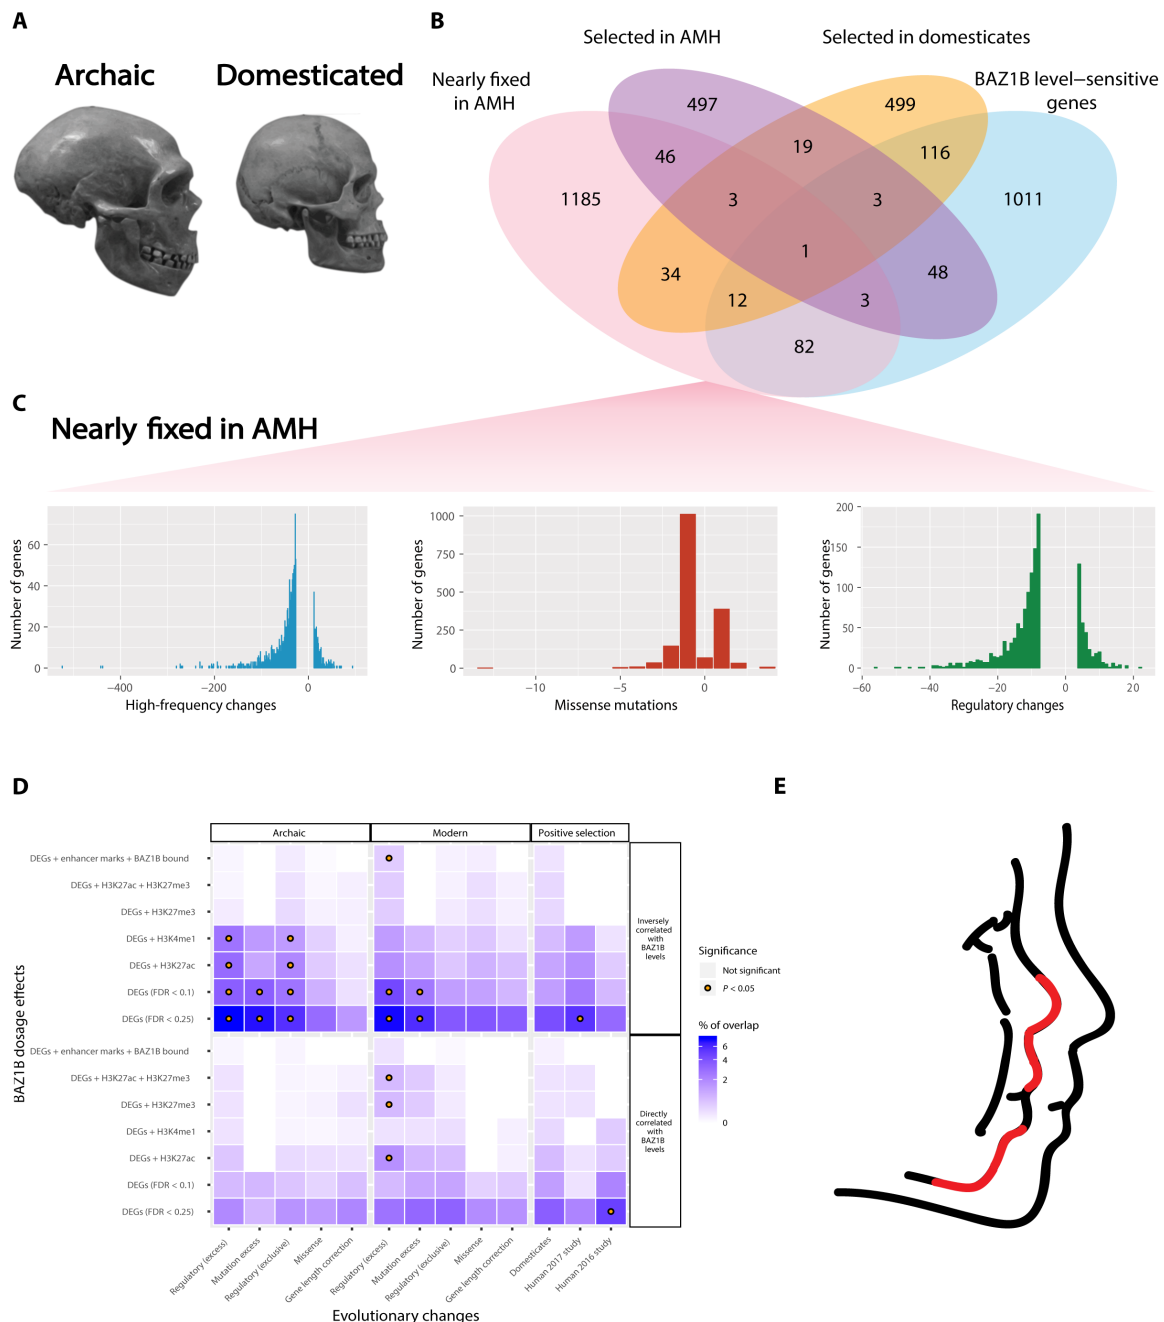 A
Archaic
Domesticated
B
Selected in AMH
Selected in domesticates
Nearly fixed
in AMH
BAZ1B level–sensitive
genes
497
499
46
19
116
1185
3
3
1011
1
34
48
12
3
82
C
Nearly fixed in AMH
Number of genes
60
40
20
0
−400
−200
0
High-frequency changes
Number of genes
1000
750
500
250
0
−10
−5
0
Missense mutations
Number of genes
200
150
100
50
0
−60
−40
−20
0
20
Regulatory changes
D
Archaic
Modern
Positive selection
BAZ1B dosage effects
DEGs + enhancer marks + BAZ1B bound
DEGs + H3K27ac + H3K27me3
DEGs + H3K27me3
DEGs + H3K4me1
DEGs + H3K27ac
DEGs (FDR < 0.1)
DEGs (FDR < 0.25)
Inversely
correlated
with
BAZ1B
levels
DEGs + enhancer marks + BAZ1B bound
DEGs + H3K27ac + H3K27me3
DEGs + H3K27me3
DEGs + H3K4me1
DEGs + H3K27ac
DEGs (FDR < 0.1)
DEGs (FDR < 0.25)
Directly
correlated
with
BAZ1B
levels
Regulatory (excess)
Mutation excess
Regulatory (exclusive)
Missense
Gene length correction
Regulatory (excess)
Mutation excess
Regulatory (exclusive)
Missense
Gene length correction
Domesticates
Human 2017 study
Human 2016 study
Evolutionary changes
Significance
Not significant
P < 0.05
% of overlap
6
4
2
0
E